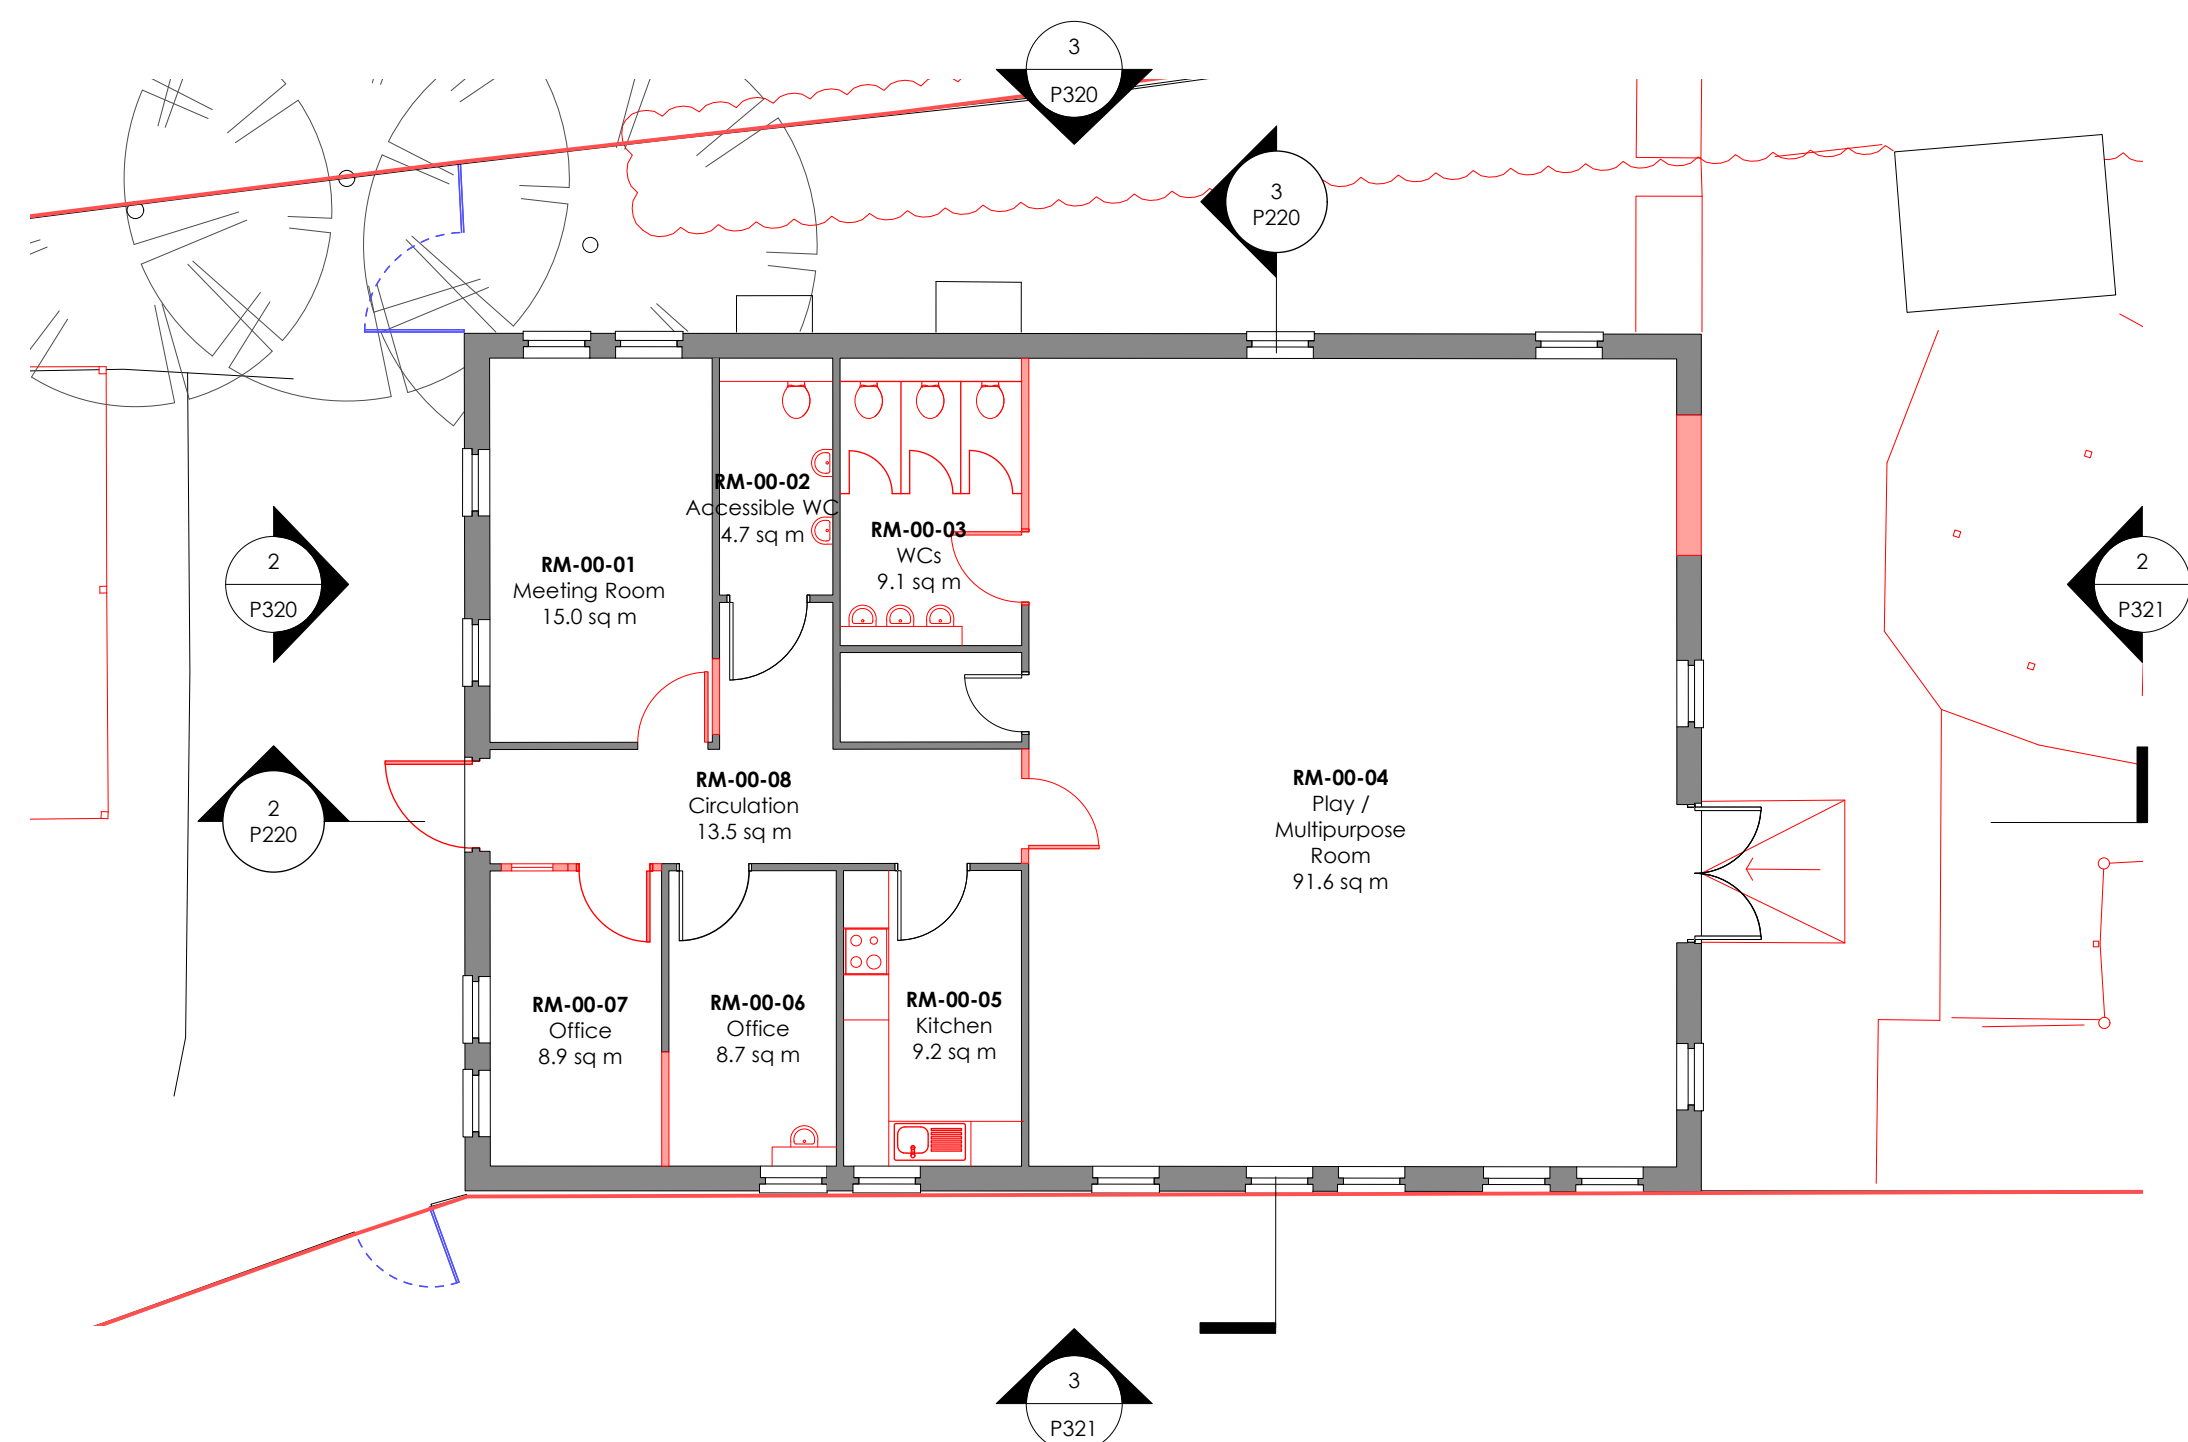 3
P320
3
P220
RM-00-02
Accessible WC
4.7 sq m
RM-00-03
WCs
9.1 sq m
RM-00-01
Meeting Room
15.0 sq m
2
P320
2
P321
RM-00-08
Circulation
13.5 sq m
RM-00-04
Play /
Multipurpose
Room
91.6 sq m
2
P220
RM-00-07
Office
8.9 sq m
RM-00-06
Office
8.7 sq m
RM-00-05
Kitchen
9.2 sq m
3
P321